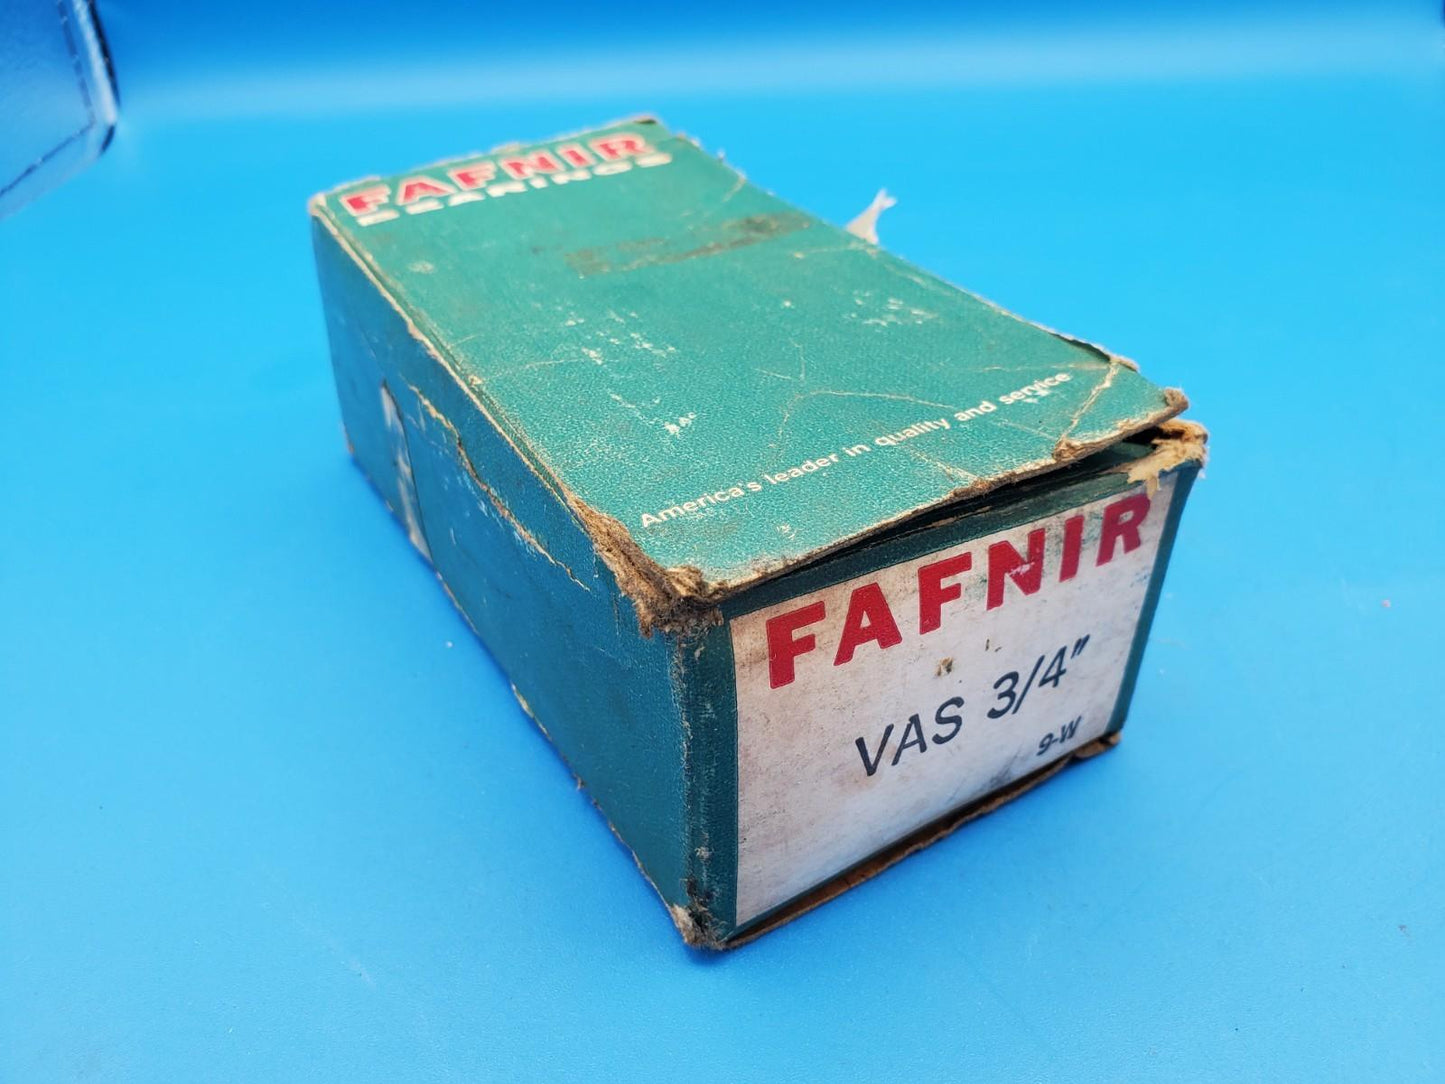 FAFNIR
BEARINGS
America's leader in quality and service
FAFNIR
VAS 3/4"
9-W